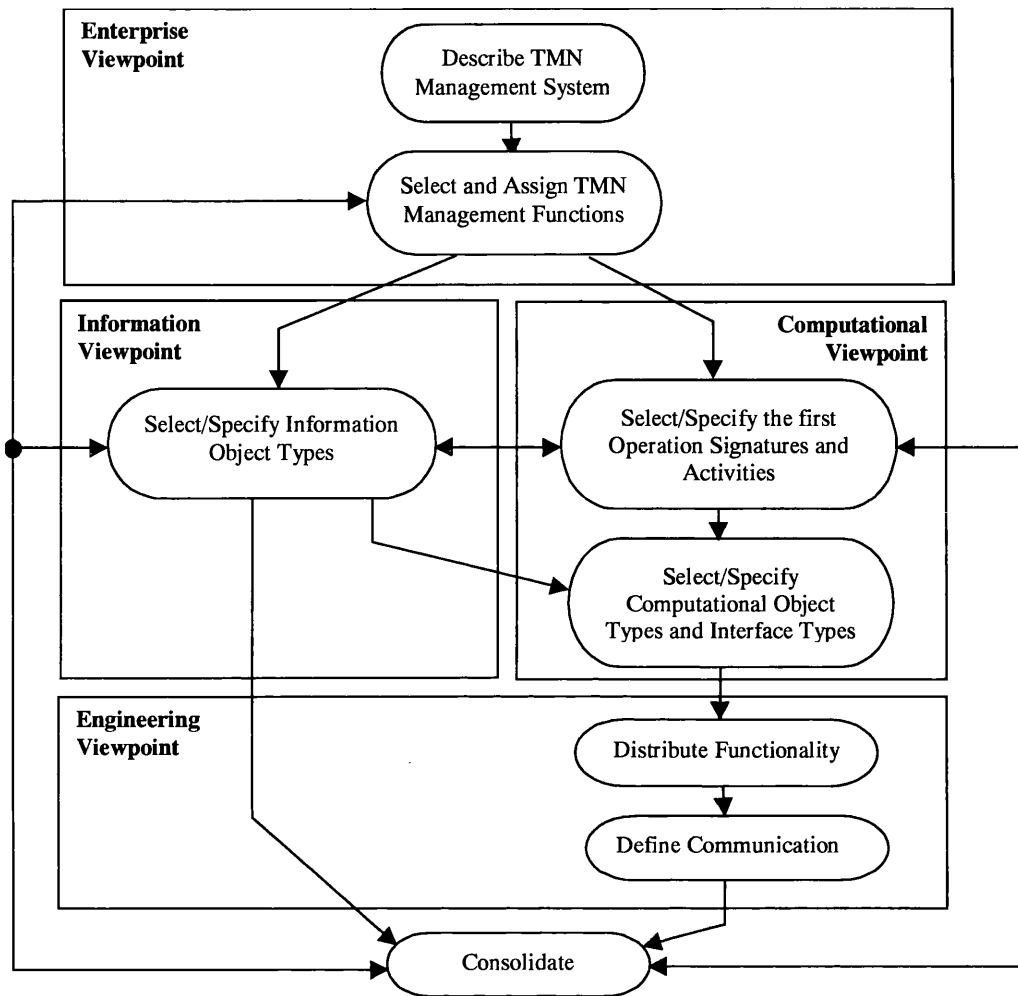 Enterprise
Viewpoint
Describe TMN
Management System
Select and Assign TMN
Management Functions
Information
Viewpoint
Computational
Viewpoint
Select/Specify Information
Object Types
Select/Specify the first
Operation Signatures and
Activities
Select/Specify
Computational Object
Types and Interface Types
Engineering
Viewpoint
Distribute Functionality
Define Communication
Consolidate